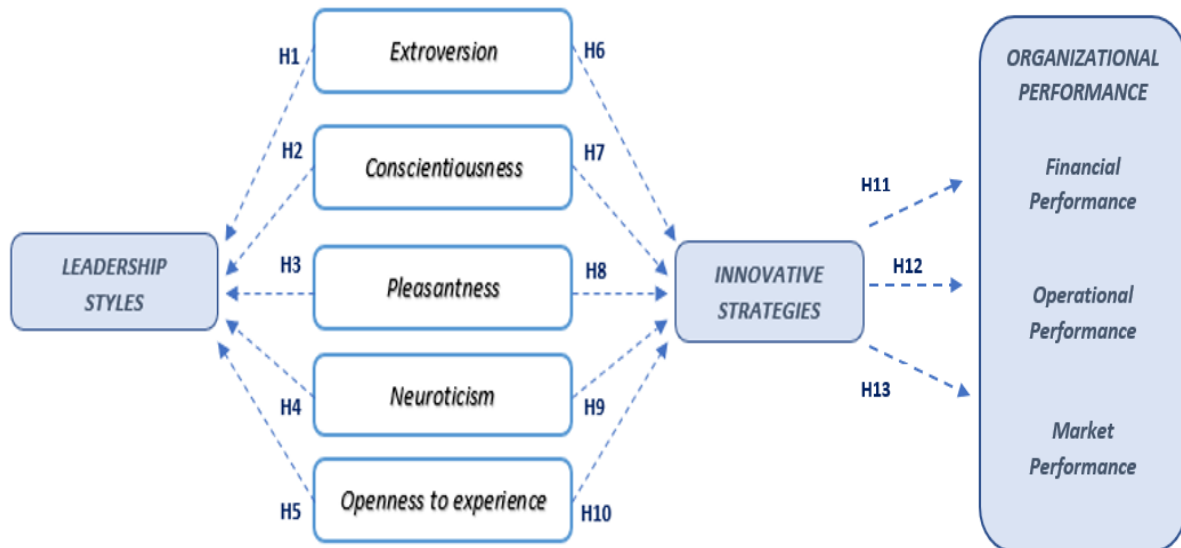 H1
Extroversion
H6
H2
Conscientiousness
H7
LEADERSHIP
STYLES
H3
Pleasantness
H8
H4
Neuroticism
H9
H5
Openness to experience
H10
INNOVATIVE
STRATEGIES
H11
H12
H13
ORGANIZATIONAL
PERFORMANCE
Financial
Performance
Operational
Performance
Market
Performance